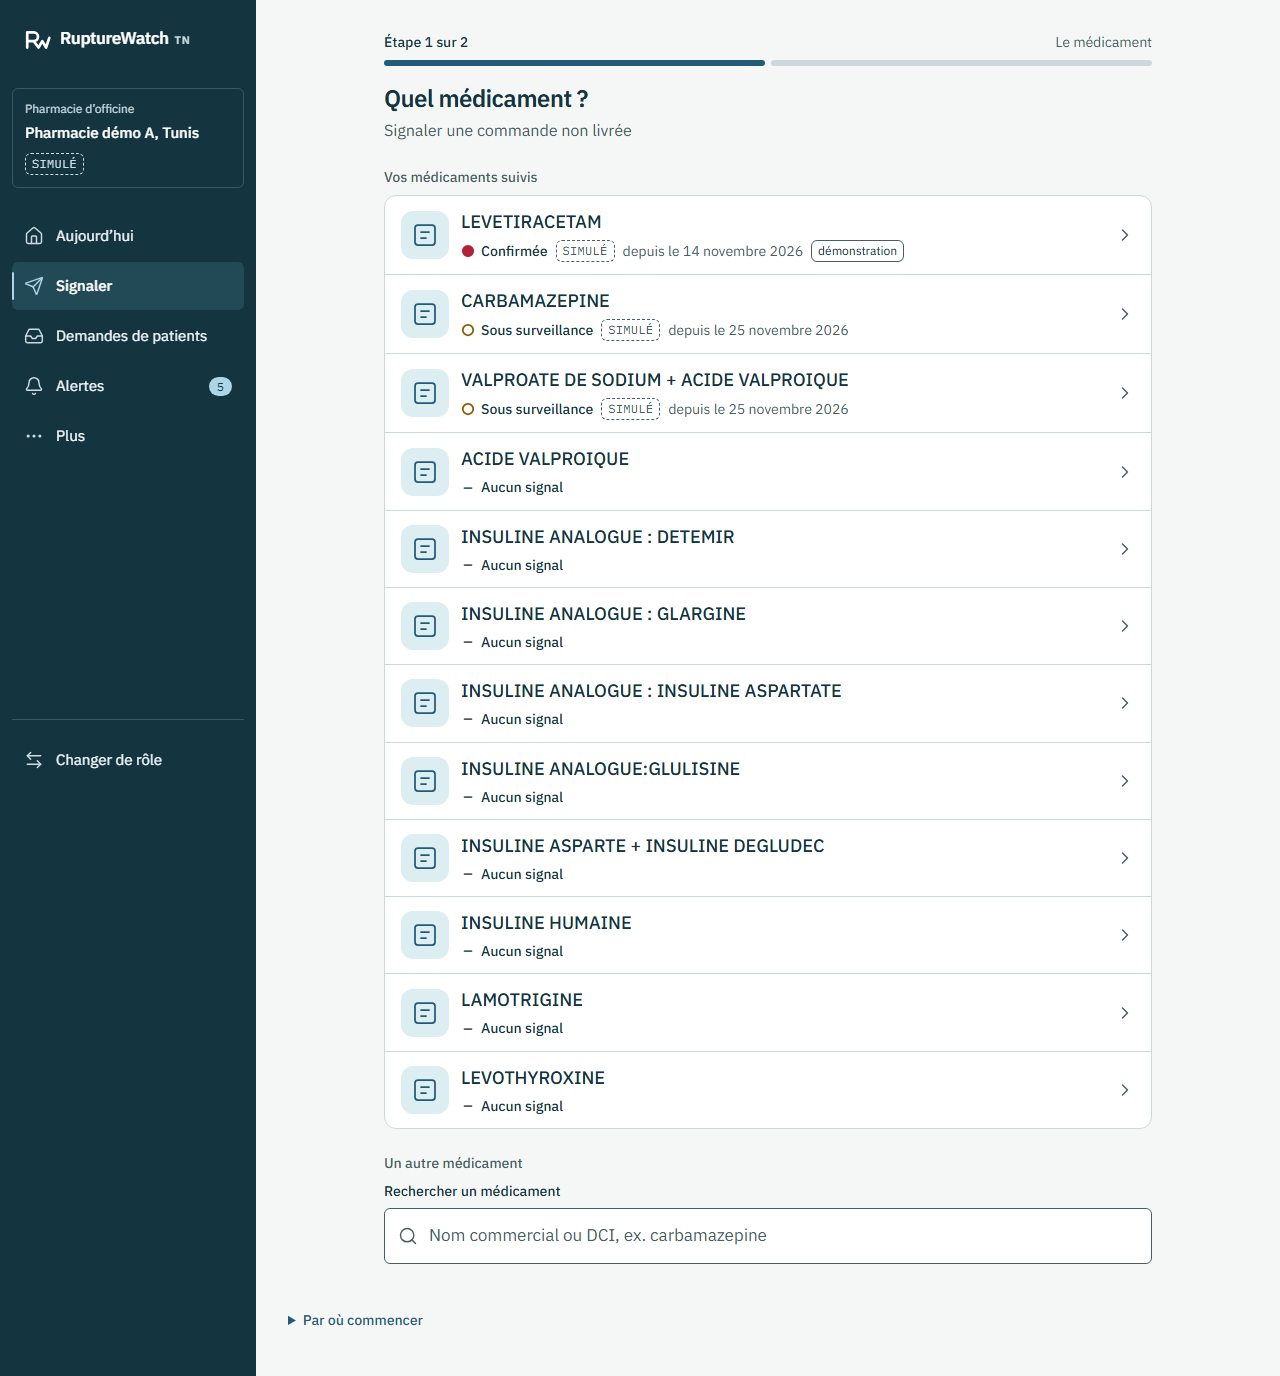 RuptureWatch TN
Pharmacie d'officine
Pharmacie démo A, Tunis
SIMULÉ
Aujourd'hui
Signaler
Demandes de patients
Alertes 5
Plus
Changer de rôle
Étape 1 sur 2 Le médicament
Quel médicament ?
Signaler une commande non livrée
Vos médicaments suivis
LEVETIRACETAM
Confirmée SIMULÉ depuis le 14 novembre 2026 démonstration
CARBAMAZEPINE
Sous surveillance SIMULÉ depuis le 25 novembre 2026
VALPROATE DE SODIUM + ACIDE VALPROIQUE
Sous surveillance SIMULÉ depuis le 25 novembre 2026
ACIDE VALPROIQUE
– Aucun signal
INSULINE ANALOGUE : DETEMIR
– Aucun signal
INSULINE ANALOGUE : GLARGINE
– Aucun signal
INSULINE ANALOGUE : INSULINE ASPARTATE
– Aucun signal
INSULINE ANALOGUE:GLULISINE
– Aucun signal
INSULINE ASPARTE + INSULINE DEGLUDEC
– Aucun signal
INSULINE HUMAINE
– Aucun signal
LAMOTRIGINE
– Aucun signal
LEVOTHYROXINE
– Aucun signal
Un autre médicament
Rechercher un médicament
Nom commercial ou DCI, ex. carbamazepine
Par où commencer